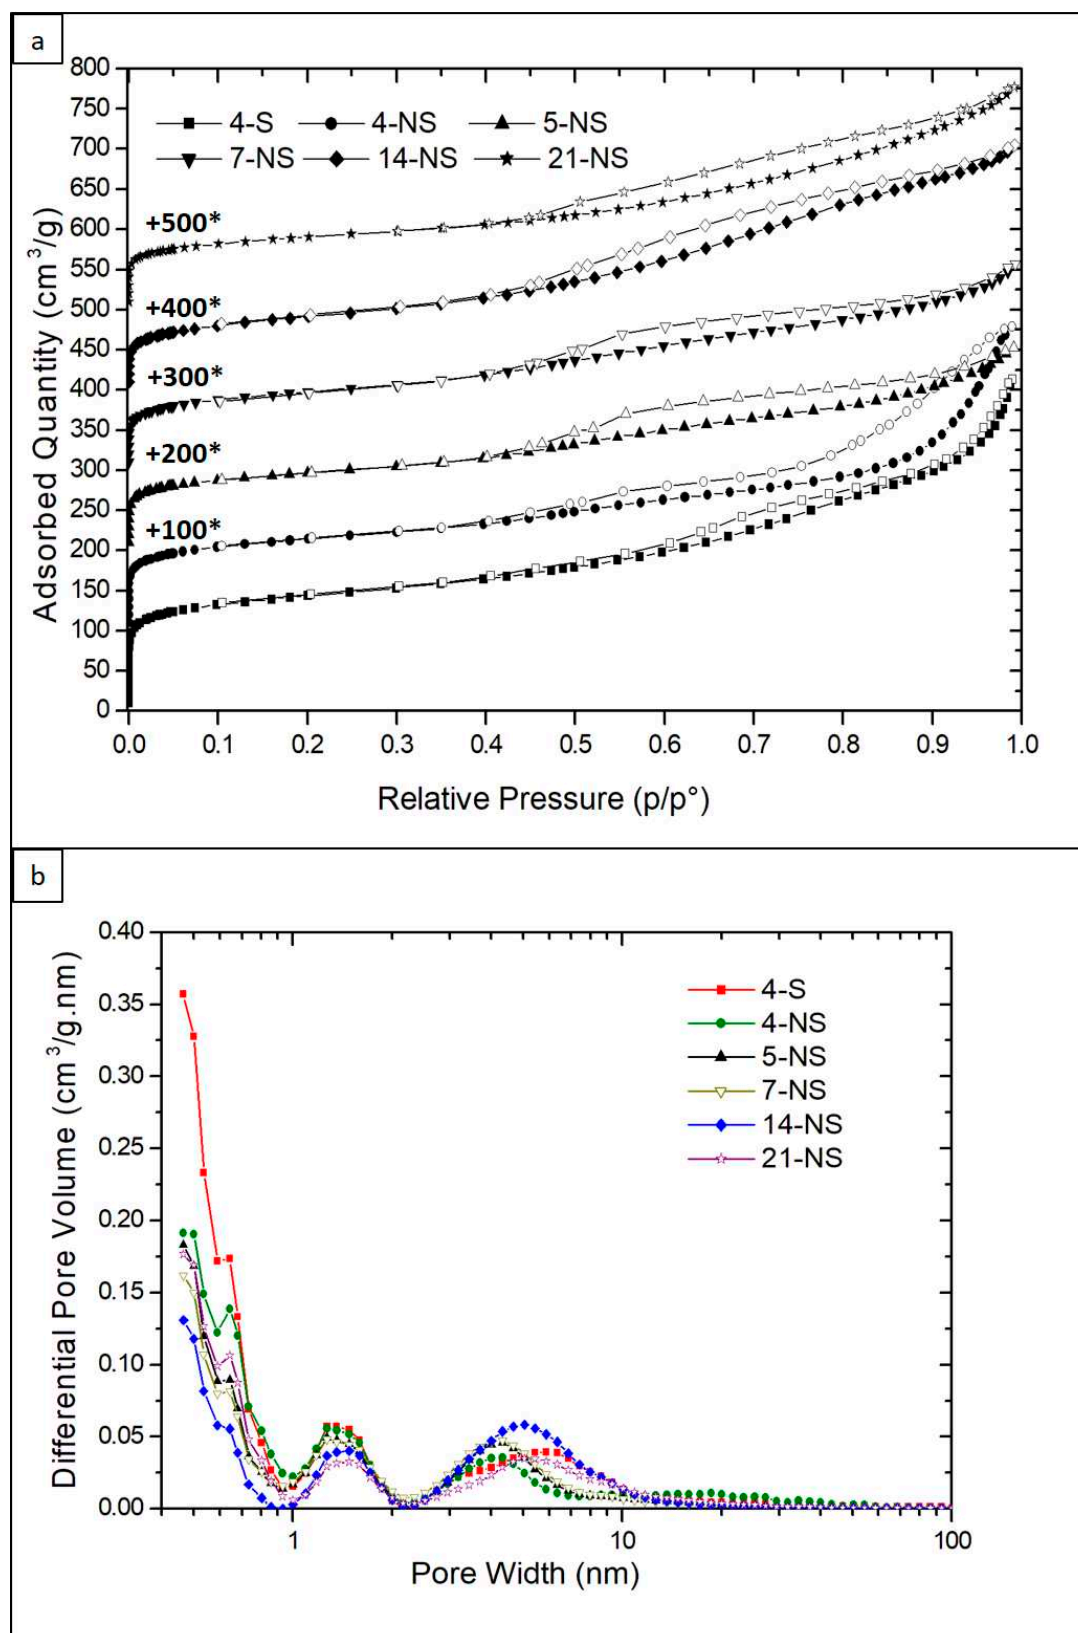 a
Adsorbed Quantity (cm³/g)
800
750
700
650
600
550
500
450
400
350
300
250
200
150
100
50
0
4-S 4-NS 5-NS
7-NS 14-NS 21-NS
+500*
+400*
+300*
+200*
+100*
0.0 0.1 0.2 0.3 0.4 0.5 0.6 0.7 0.8 0.9 1.0
Relative Pressure (p/p°)
b
Differential Pore Volume (cm³/g.nm)
0.40
0.35
0.30
0.25
0.20
0.15
0.10
0.05
0.00
4-S
4-NS
5-NS
7-NS
14-NS
21-NS
1 10 100
Pore Width (nm)